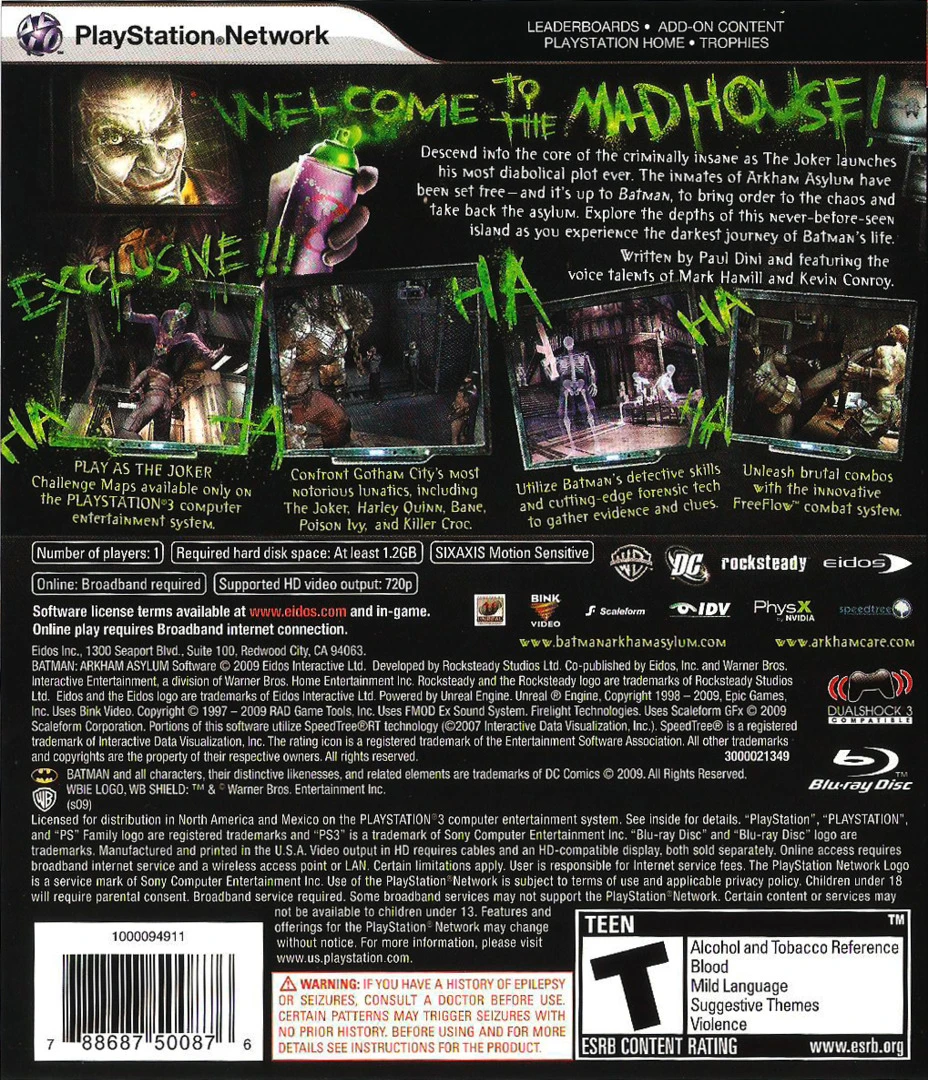 PlayStation®Network
LEADERBOARDS • ADD-ON CONTENT
PLAYSTATION HOME • TROPHIES
WELCOME TO THE MADHOUSE!
Descend into the core of the criminally insane as The Joker launches
his most diabolical plot ever. The inmates of Arkham Asylum have
been set free—and it's up to Batman, to bring order to the chaos and
take back the asylum. Explore the depths of this never-before-seen
island as you experience the darkest journey of Batman's life.
Written by Paul Dini and featuring the
voice talents of Mark Hamill and Kevin Conroy.
EXCLUSIVE!!!
HA
HA
HA
HA
HA
PLAY AS THE JOKER
Challenge Maps available only on
the PLAYSTATION®3 computer
entertainment system.
Confront Gotham City's most
notorious lunatics, including
The Joker, Harley Quinn, Bane,
Poison Ivy, and Killer Croc.
Utilize Batman's detective skills
and cutting-edge forensic tech
to gather evidence and clues.
Unleash brutal combos
with the innovative
FreeFlow™ combat system.
Number of players: 1
Required hard disk space: At least 1.2GB
SIXAXIS Motion Sensitive
Online: Broadband required
Supported HD video output: 720p
WB
DC
rocksteady
eidos
Software license terms available at www.eidos.com and in-game.
Online play requires Broadband internet connection.
BINK
VIDEO
Scaleform
IDV
PhysX
by NVIDIA
speedtree
www.batmanarkhamasylum.com
www.arkhamcare.com
Eidos Inc., 1300 Seaport Blvd., Suite 100, Redwood City, CA 94063.
BATMAN: ARKHAM ASYLUM Software © 2009 Eidos Interactive Ltd. Developed by Rocksteady Studios Ltd. Co-published by Eidos, Inc. and Warner Bros.
Interactive Entertainment, a division of Warner Bros. Home Entertainment Inc. Rocksteady and the Rocksteady logo are trademarks of Rocksteady Studios
Ltd. Eidos and the Eidos logo are trademarks of Eidos Interactive Ltd. Powered by Unreal Engine. Unreal ® Engine, Copyright 1998 – 2009, Epic Games,
Inc. Uses Bink Video. Copyright © 1997 – 2009 RAD Game Tools, Inc. Uses FMOD Ex Sound System. Firelight Technologies. Uses Scaleform GFx © 2009
Scaleform Corporation. Portions of this software utilize SpeedTree®RT technology (©2007 Interactive Data Visualization, Inc.). SpeedTree® is a registered
trademark of Interactive Data Visualization, Inc. The rating icon is a registered trademark of the Entertainment Software Association. All other trademarks
and copyrights are the property of their respective owners. All rights reserved.
3000021349
DUALSHOCK 3
COMPATIBLE
BATMAN and all characters, their distinctive likenesses, and related elements are trademarks of DC Comics © 2009. All Rights Reserved.
WB
WBIE LOGO, WB SHIELD: ™ & © Warner Bros. Entertainment Inc.
(s09)
Blu-ray Disc™
Licensed for distribution in North America and Mexico on the PLAYSTATION®3 computer entertainment system. See inside for details. “PlayStation”, “PLAYSTATION”,
and “PS” Family logo are registered trademarks and “PS3” is a trademark of Sony Computer Entertainment Inc. “Blu-ray Disc” and “Blu-ray Disc” logo are
trademarks. Manufactured and printed in the U.S.A. Video output in HD requires cables and an HD-compatible display, both sold separately. Online access requires
broadband internet service and a wireless access point or LAN. Certain limitations apply. User is responsible for Internet service fees. The PlayStation Network Logo
is a service mark of Sony Computer Entertainment Inc. Use of the PlayStation®Network is subject to terms of use and applicable privacy policy. Children under 18
will require parental consent. Broadband service required. Some broadband services may not support the PlayStation®Network. Certain content or services may
not be available to children under 13. Features and
offerings for the PlayStation® Network may change
without notice. For more information, please visit
www.us.playstation.com.
1000094911
7 88687 50087 6
⚠ WARNING: IF YOU HAVE A HISTORY OF EPILEPSY
OR SEIZURES, CONSULT A DOCTOR BEFORE USE.
CERTAIN PATTERNS MAY TRIGGER SEIZURES WITH
NO PRIOR HISTORY. BEFORE USING AND FOR MORE
DETAILS SEE INSTRUCTIONS FOR THE PRODUCT.
TEEN ™
T
Alcohol and Tobacco Reference
Blood
Mild Language
Suggestive Themes
Violence
ESRB CONTENT RATING www.esrb.org